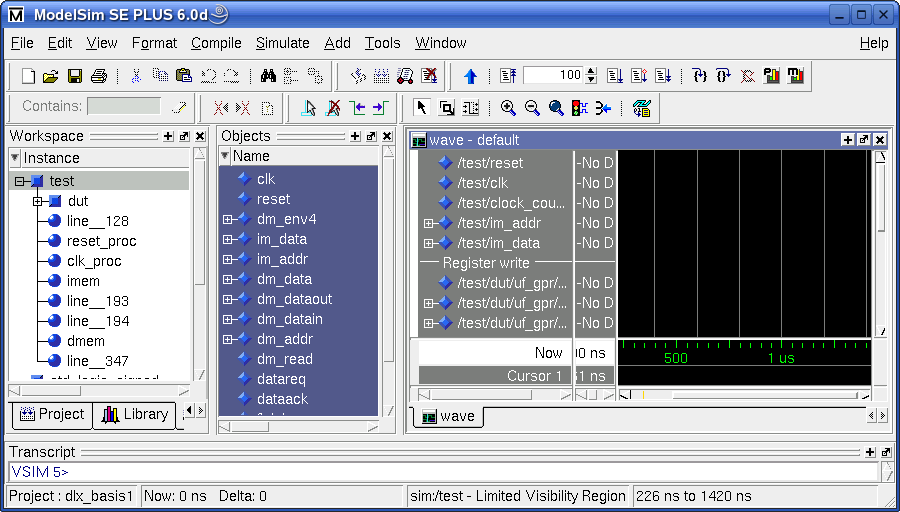 ModelSim SE PLUS 6.0d
File Edit View Format Compile Simulate Add Tools Window Help
100
Contains:
Workspace
Instance
test
dut
line__128
reset_proc
clk_proc
imem
line__193
line__194
dmem
line__347
Project Library
Objects
Name
clk
reset
dm_env4
im_data
im_addr
dm_data
dm_dataout
dm_datain
dm_addr
dm_read
datareq
dataack
wave - default
/test/reset -No D
/test/clk -No D
/test/clock_cou... -No D
/test/im_addr -No D
/test/im_data -No D
Register write
/test/dut/uf_gpr/... -No D
/test/dut/uf_gpr/... -No D
/test/dut/uf_gpr/... -No D
Now 00 ns
Cursor 1 51 ns
500 1 us
wave
Transcript
VSIM 5>
Project : dlx_basis1 Now: 0 ns Delta: 0 sim:/test - Limited Visibility Region 226 ns to 1420 ns